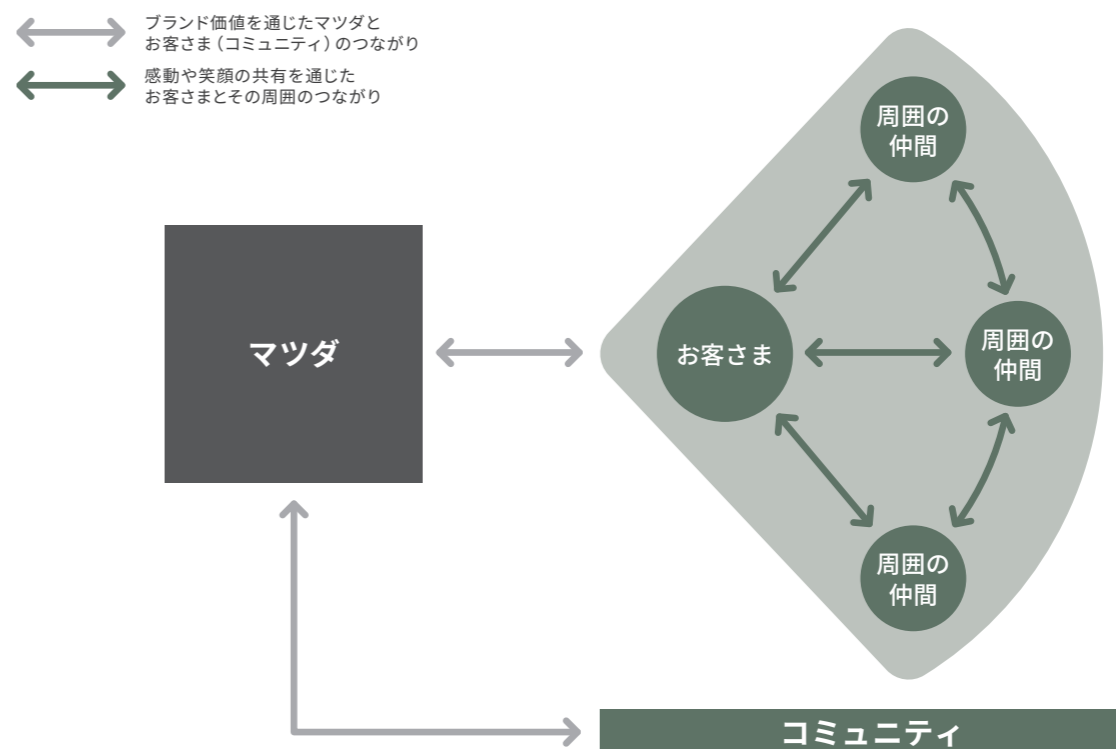 ブランド価値を通じたマツダと
お客さま（コミュニティ）のつながり
感動や笑顔の共有を通じた
お客さまとその周囲のつながり
周囲の
仲間
マツダ
お客さま
周囲の
仲間
周囲の
仲間
コミュニティ